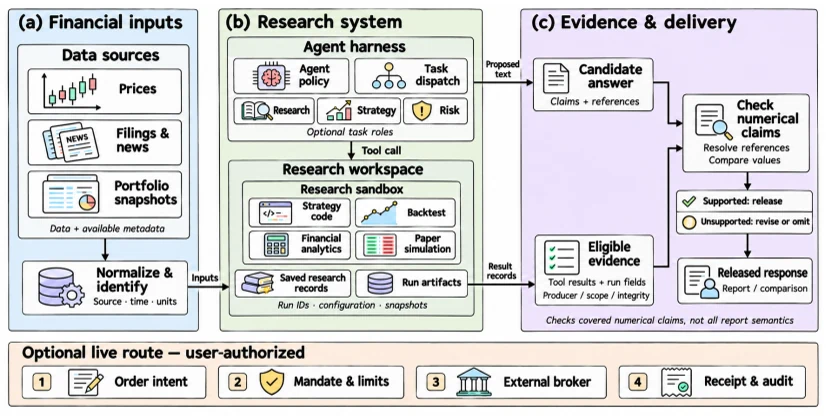 (a) Financial inputs
Data sources
Prices
NEWS
Filings &
news
Portfolio
snapshots
Data + available metadata
Normalize &
identify
Source · time · units
Inputs
(b) Research system
Agent harness
Agent
policy
Task
dispatch
Research
Strategy
Risk
Optional task roles
Tool call
Research workspace
Research sandbox
</>
Strategy
code
Backtest
Financial
analytics
Paper
simulation
Saved research
records
Run artifacts
Run IDs · configuration · snapshots
Proposed
text
Result
records
(c) Evidence & delivery
Candidate
answer
Claims + references
Check
numerical
claims
Resolve references
Compare values
Supported: release
Unsupported: revise or omit
Eligible
evidence
Tool results + run fields
Producer / scope / integrity
Released response
Report / comparison
Checks covered numerical claims, not all report semantics
Optional live route — user-authorized
1 Order intent
2 Mandate & limits
3 External broker
4 Receipt & audit